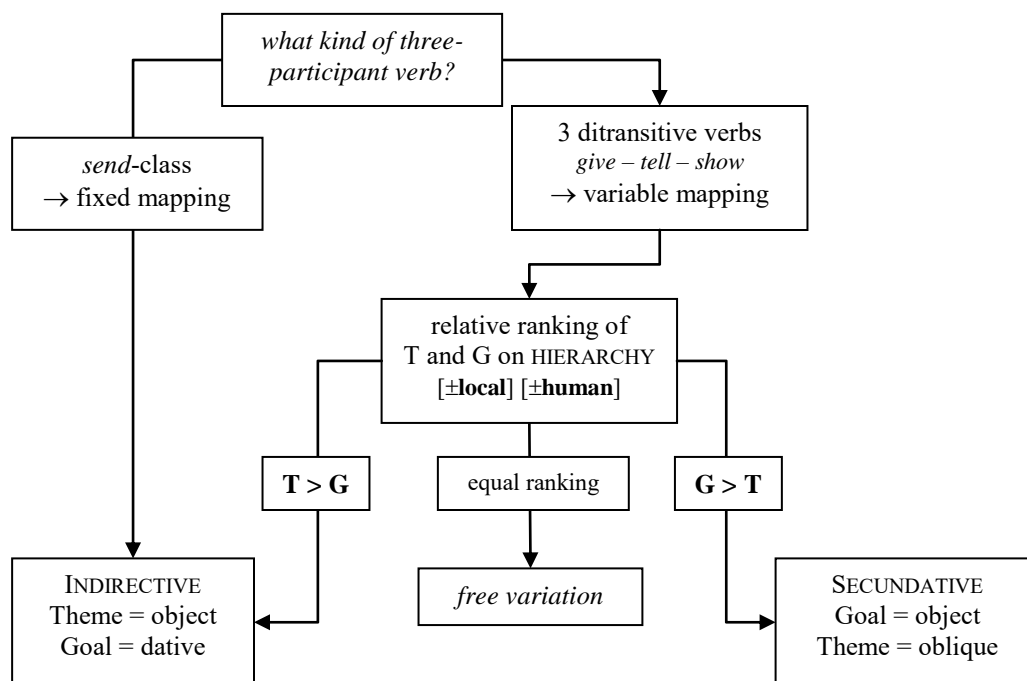 what kind of three-
participant verb?
send-class
→ fixed mapping
3 ditransitive verbs
give – tell – show
→ variable mapping
relative ranking of
T and G on HIERARCHY
[±local] [±human]
T > G
equal ranking
G > T
INDIRECTIVE
Theme = object
Goal = dative
free variation
SECUNDATIVE
Goal = object
Theme = oblique